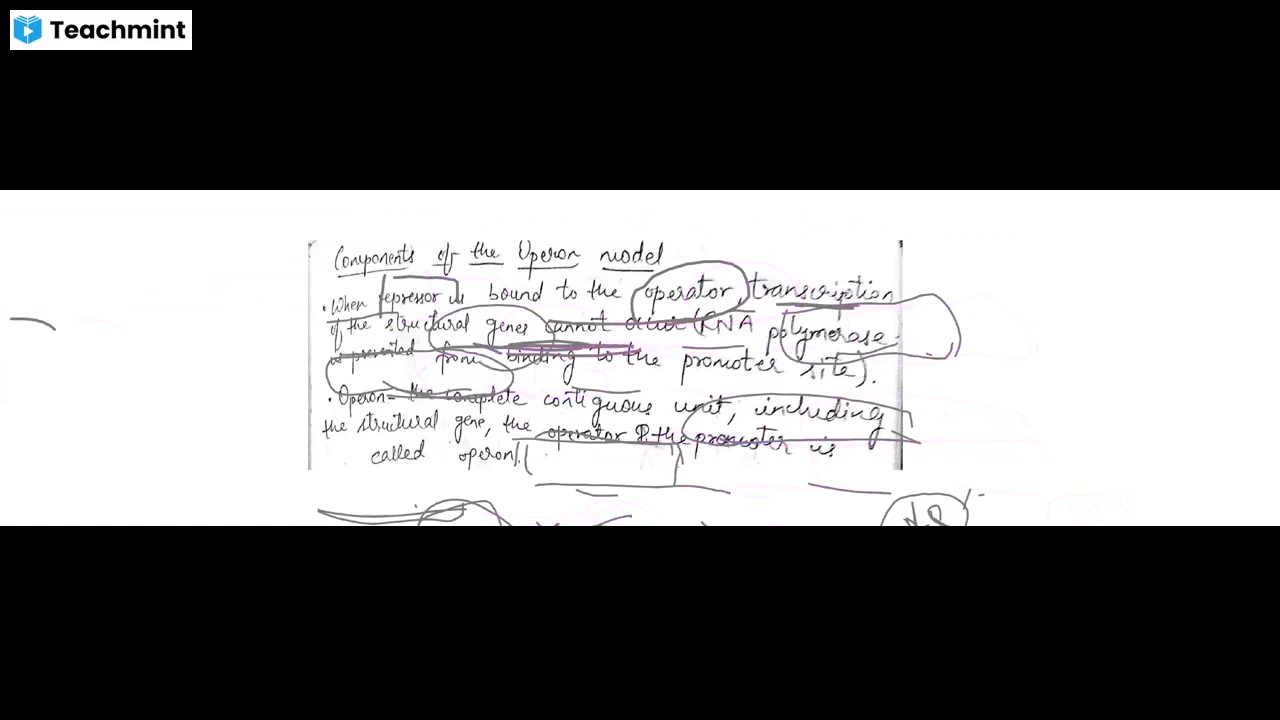 Teachmint
Components of the Operon model
• When repressor is bound to the operator, transcription
of the structural genes cannot occur (RNA polymerase
is prevented from binding to the promoter site).
• Operon = the complete contiguous unit, including
the structural gene, the operator & the promoter is
called operon.